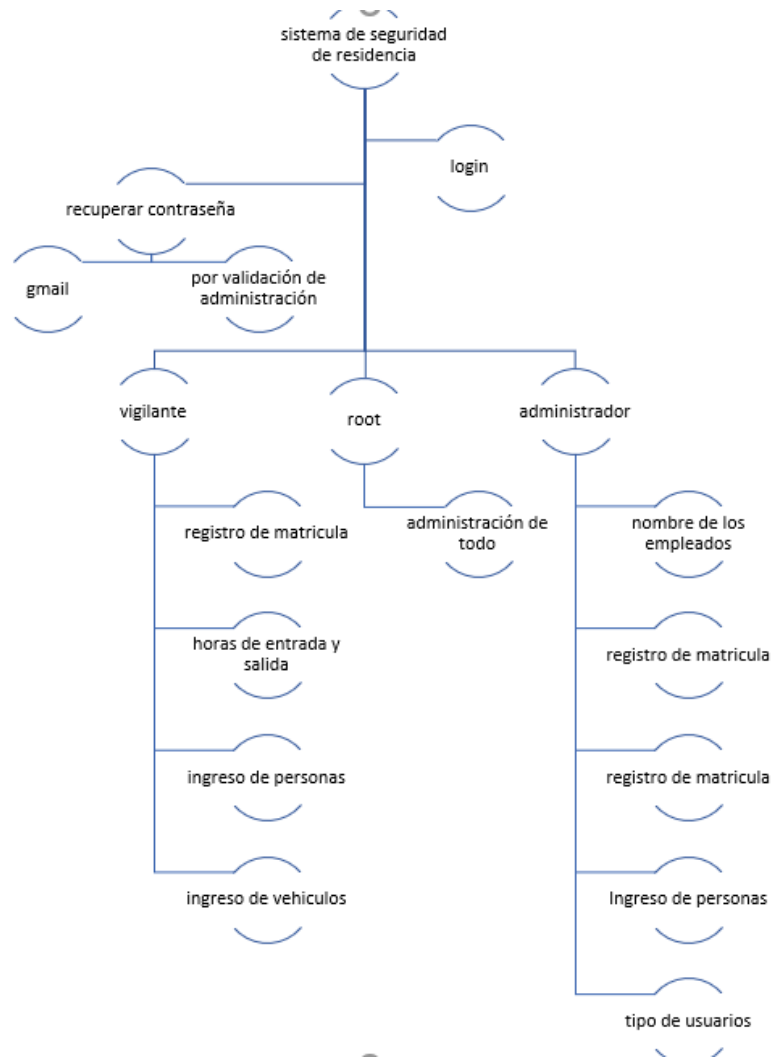 sistema de seguridad
de residencia
login
recuperar contraseña
gmail
por validación de
administración
vigilante
root
administrador
registro de matricula
administración de
todo
nombre de los
empleados
horas de entrada y
salida
registro de matricula
ingreso de personas
registro de matricula
ingreso de vehiculos
Ingreso de personas
tipo de usuarios